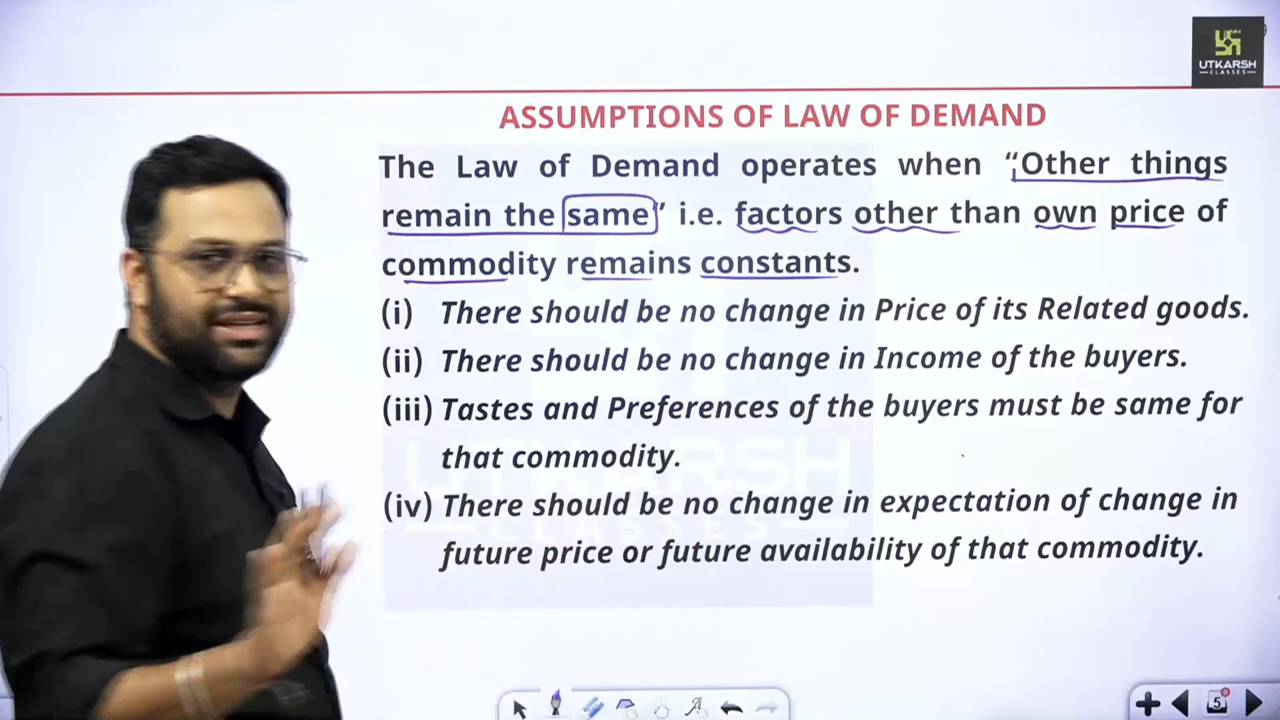 UTKARSH
CLASSES
ASSUMPTIONS OF LAW OF DEMAND
The Law of Demand operates when “Other things
remain the same” i.e. factors other than own price of
commodity remains constants.
(i) There should be no change in Price of its Related goods.
(ii) There should be no change in Income of the buyers.
(iii) Tastes and Preferences of the buyers must be same for
that commodity.
(iv) There should be no change in expectation of change in
future price or future availability of that commodity.
UTKARSH
CLASSES
5